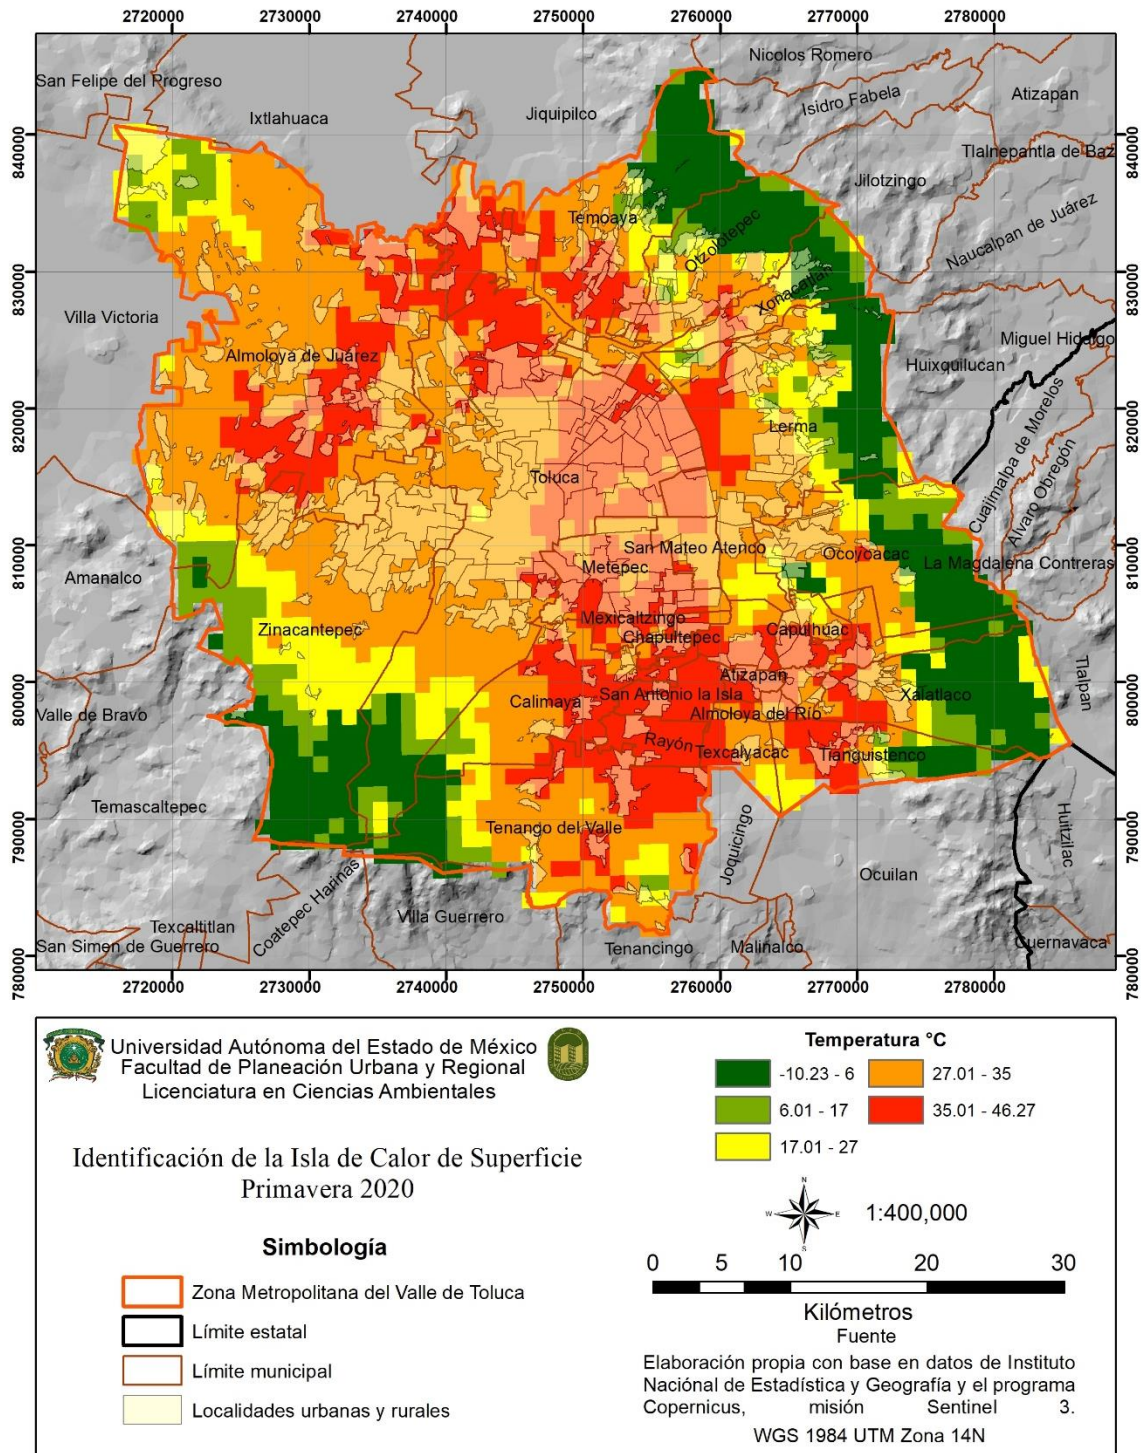 2720000 2730000 2740000 2750000 2760000 2770000 2780000
Nicolos Romero
San Felipe del Progreso
Isidro Fabela
Atizapan
Ixtlahuaca
Jiquipilco
840000
840000
Tlalnepantla de Baz
Jilotzingo
Temoaya
Otzolotepec
Naucalpan de Juárez
830000
830000
Xonacatlán
Villa Victoria
Miguel Hidalgo
Almoloya de Juárez
Huixquilucan
Cuajimalpa de Morelos
820000
820000
Lerma
Álvaro Obregón
Toluca
810000
810000
San Mateo Atenco
Ocoyoacac
La Magdalena Contreras
Metepec
Amanalco
Mexicaltzingo
Zinacantepec
Chapultepec
Capulhuac
Tlalpan
Atizapan
800000
800000
Valle de Bravo
Calimaya
San Antonio la Isla
Xalatlaco
Almoloya del Río
Rayón
Texcalyacac
Tianguistenco
Temascaltepec
Huitzilac
790000
790000
Tenango del Valle
Joquicingo
Ocuilan
Coatepec Harinas
Villa Guerrero
Texcaltitlan
San Simen de Guerrero
Tenancingo
Malinalco
Cuernavaca
780000
780000
2720000 2730000 2740000 2750000 2760000 2770000 2780000
Universidad Autónoma del Estado de México
Facultad de Planeación Urbana y Regional
Licenciatura en Ciencias Ambientales
Identificación de la Isla de Calor de Superficie
Primavera 2020
Simbología
Zona Metropolitana del Valle de Toluca
Límite estatal
Límite municipal
Localidades urbanas y rurales
Temperatura °C
-10.23 - 6
27.01 - 35
6.01 - 17
35.01 - 46.27
17.01 - 27
N
W E
S
1:400,000
0 5 10 20 30
Kilómetros
Fuente
Elaboración propia con base en datos de Instituto
Naciónal de Estadística y Geografía y el programa
Copernicus, misión Sentinel 3.
WGS 1984 UTM Zona 14N